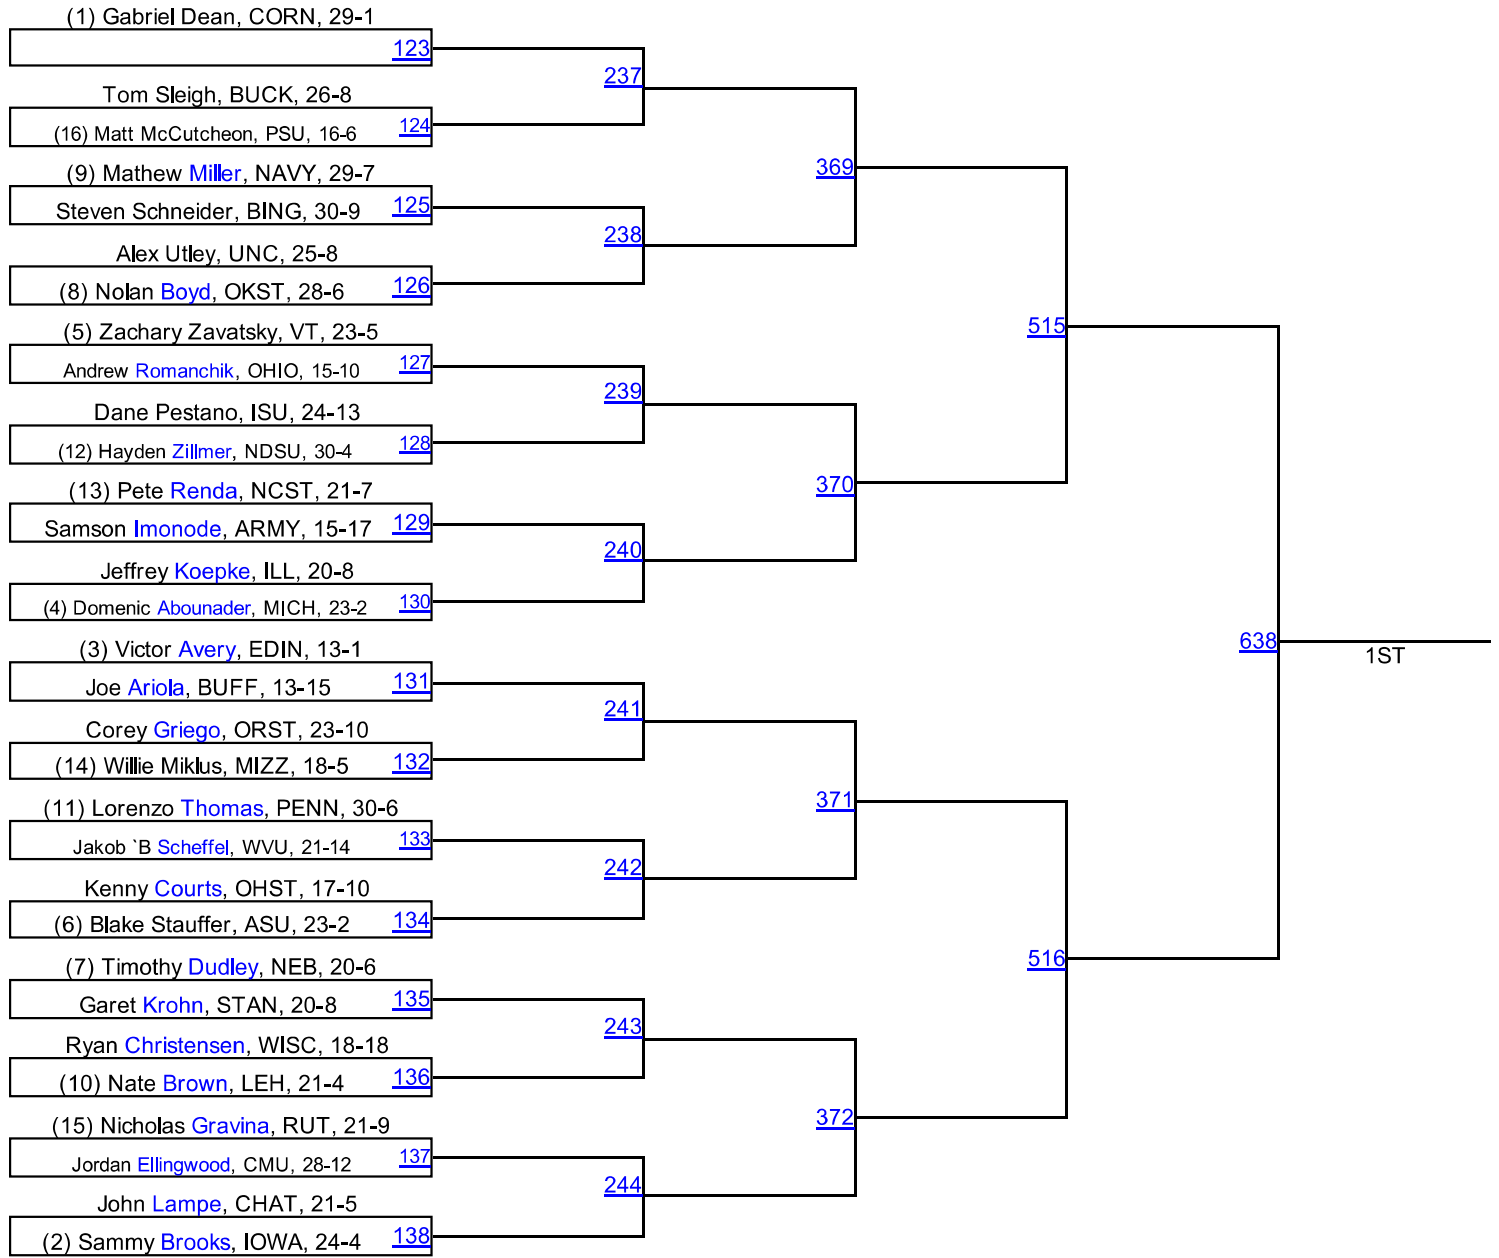 (1) Gabriel Dean, CORN, 29-1
123
237
Tom Sleigh, BUCK, 26-8
(16) Matt McCutcheon, PSU, 16-6 124
369
(9) Mathew Miller, NAVY, 29-7
Steven Schneider, BING, 30-9 125
238
Alex Utley, UNC, 25-8
(8) Nolan Boyd, OKST, 28-6 126
515
(5) Zachary Zavatsky, VT, 23-5
Andrew Romanchik, OHIO, 15-10 127
239
Dane Pestano, ISU, 24-13
(12) Hayden Zillmer, NDSU, 30-4 128
370
(13) Pete Renda, NCST, 21-7
Samson Imonode, ARMY, 15-17 129
240
Jeffrey Koepke, ILL, 20-8
(4) Domenic Abounader, MICH, 23-2 130
638
1ST
(3) Victor Avery, EDIN, 13-1
Joe Ariola, BUFF, 13-15 131
241
Corey Griego, ORST, 23-10
(14) Willie Miklus, MIZZ, 18-5 132
371
(11) Lorenzo Thomas, PENN, 30-6
Jakob `B Scheffel, WVU, 21-14 133
242
Kenny Courts, OHST, 17-10
(6) Blake Stauffer, ASU, 23-2 134
516
(7) Timothy Dudley, NEB, 20-6
Garet Krohn, STAN, 20-8 135
243
Ryan Christensen, WISC, 18-18
(10) Nate Brown, LEH, 21-4 136
372
(15) Nicholas Gravina, RUT, 21-9
Jordan Ellingwood, CMU, 28-12 137
244
John Lampe, CHAT, 21-5
(2) Sammy Brooks, IOWA, 24-4 138